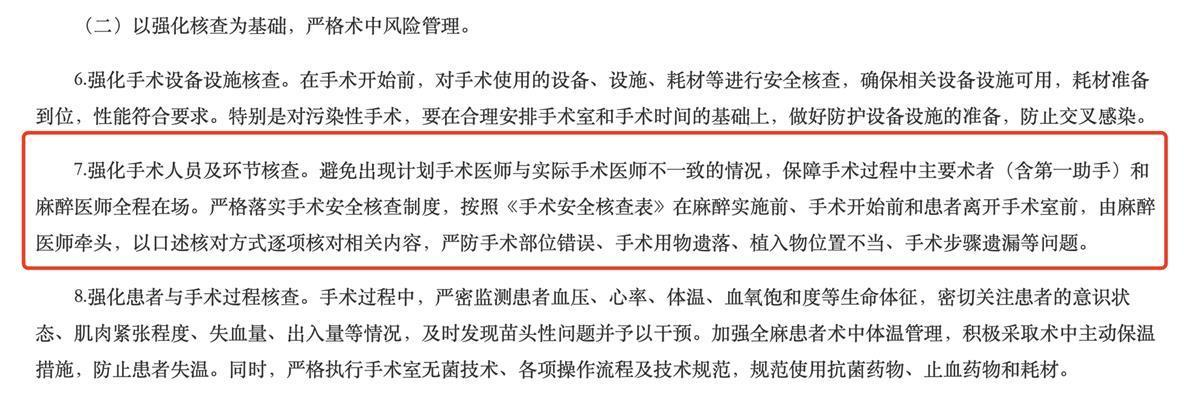 （二）以强化核查为基础，严格术中风险管理。
6.强化手术设备设施核查。在手术开始前，对手术使用的设备、设施、耗材等进行安全核查，确保相关设备设施可用，耗材准备
到位，性能符合要求。特别是对污染性手术，要在合理安排手术室和手术时间的基础上，做好防护设备设施的准备，防止交叉感染。
7.强化手术人员及环节核查。避免出现计划手术医师与实际手术医师不一致的情况，保障手术过程中主要术者（含第一助手）和
麻醉医师全程在场。严格落实手术安全核查制度，按照《手术安全核查表》在麻醉实施前、手术开始前和患者离开手术室前，由麻醉
医师牵头，以口述核对方式逐项核对相关内容，严防手术部位错误、手术用物遗落、植入物位置不当、手术步骤遗漏等问题。
8.强化患者与手术过程核查。手术过程中，严密监测患者血压、心率、体温、血氧饱和度等生命体征，密切关注患者的意识状
态、肌肉紧张程度、失血量、出入量等情况，及时发现苗头性问题并予以干预。加强全麻患者术中体温管理，积极采取术中主动保温
措施，防止患者失温。同时，严格执行手术室无菌技术、各项操作流程及技术规范，规范使用抗菌药物、止血药物和耗材。